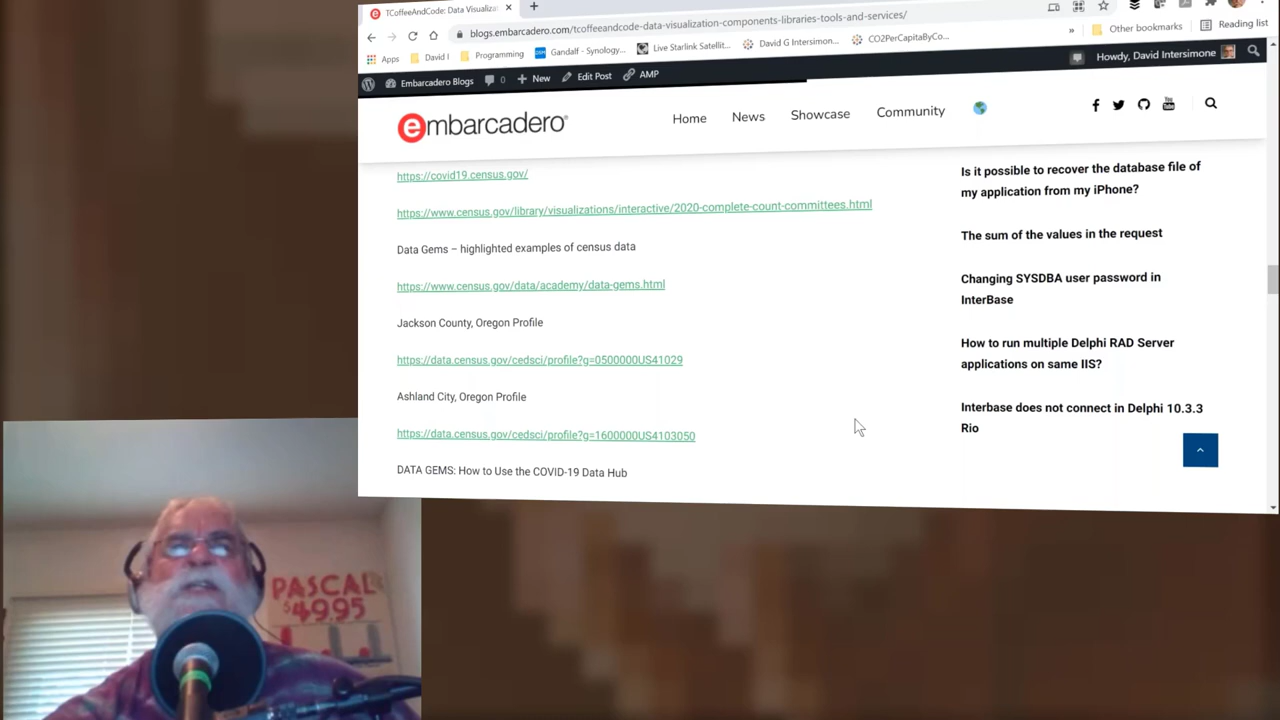 TCoffeeAndCode: Data Visualiza
blogs.embarcadero.com/tcoffeeandcode-data-visualization-components-libraries-tools-and-services/
Apps
David I
Programming
Gandalf - Synology...
Live Starlink Satellit...
David G Intersimone...
CO2PerCapitaByCo...
»
Other bookmarks
Reading list
Embarcadero Blogs
0
New
Edit Post
AMP
Howdy, David Intersimone
embarcadero
Home
News
Showcase
Community
https://covid19.census.gov/
https://www.census.gov/library/visualizations/interactive/2020-complete-count-committees.html
Data Gems – highlighted examples of census data
https://www.census.gov/data/academy/data-gems.html
Jackson County, Oregon Profile
https://data.census.gov/cedsci/profile?g=0500000US41029
Ashland City, Oregon Profile
https://data.census.gov/cedsci/profile?g=1600000US4103050
DATA GEMS: How to Use the COVID-19 Data Hub
Is it possible to recover the database file of
my application from my iPhone?
The sum of the values in the request
Changing SYSDBA user password in
InterBase
How to run multiple Delphi RAD Server
applications on same IIS?
Interbase does not connect in Delphi 10.3.3
Rio
PASCAL
$49.95